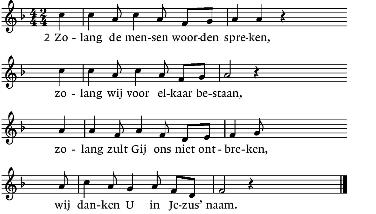 2 Zo - lang de men - sen woor - den spre - ken,
zo - lang wij voor el - kaar be - staan,
zo - lang zult Gij ons niet ont - bre - ken,
wij dan - ken U in Je - zus' naam.